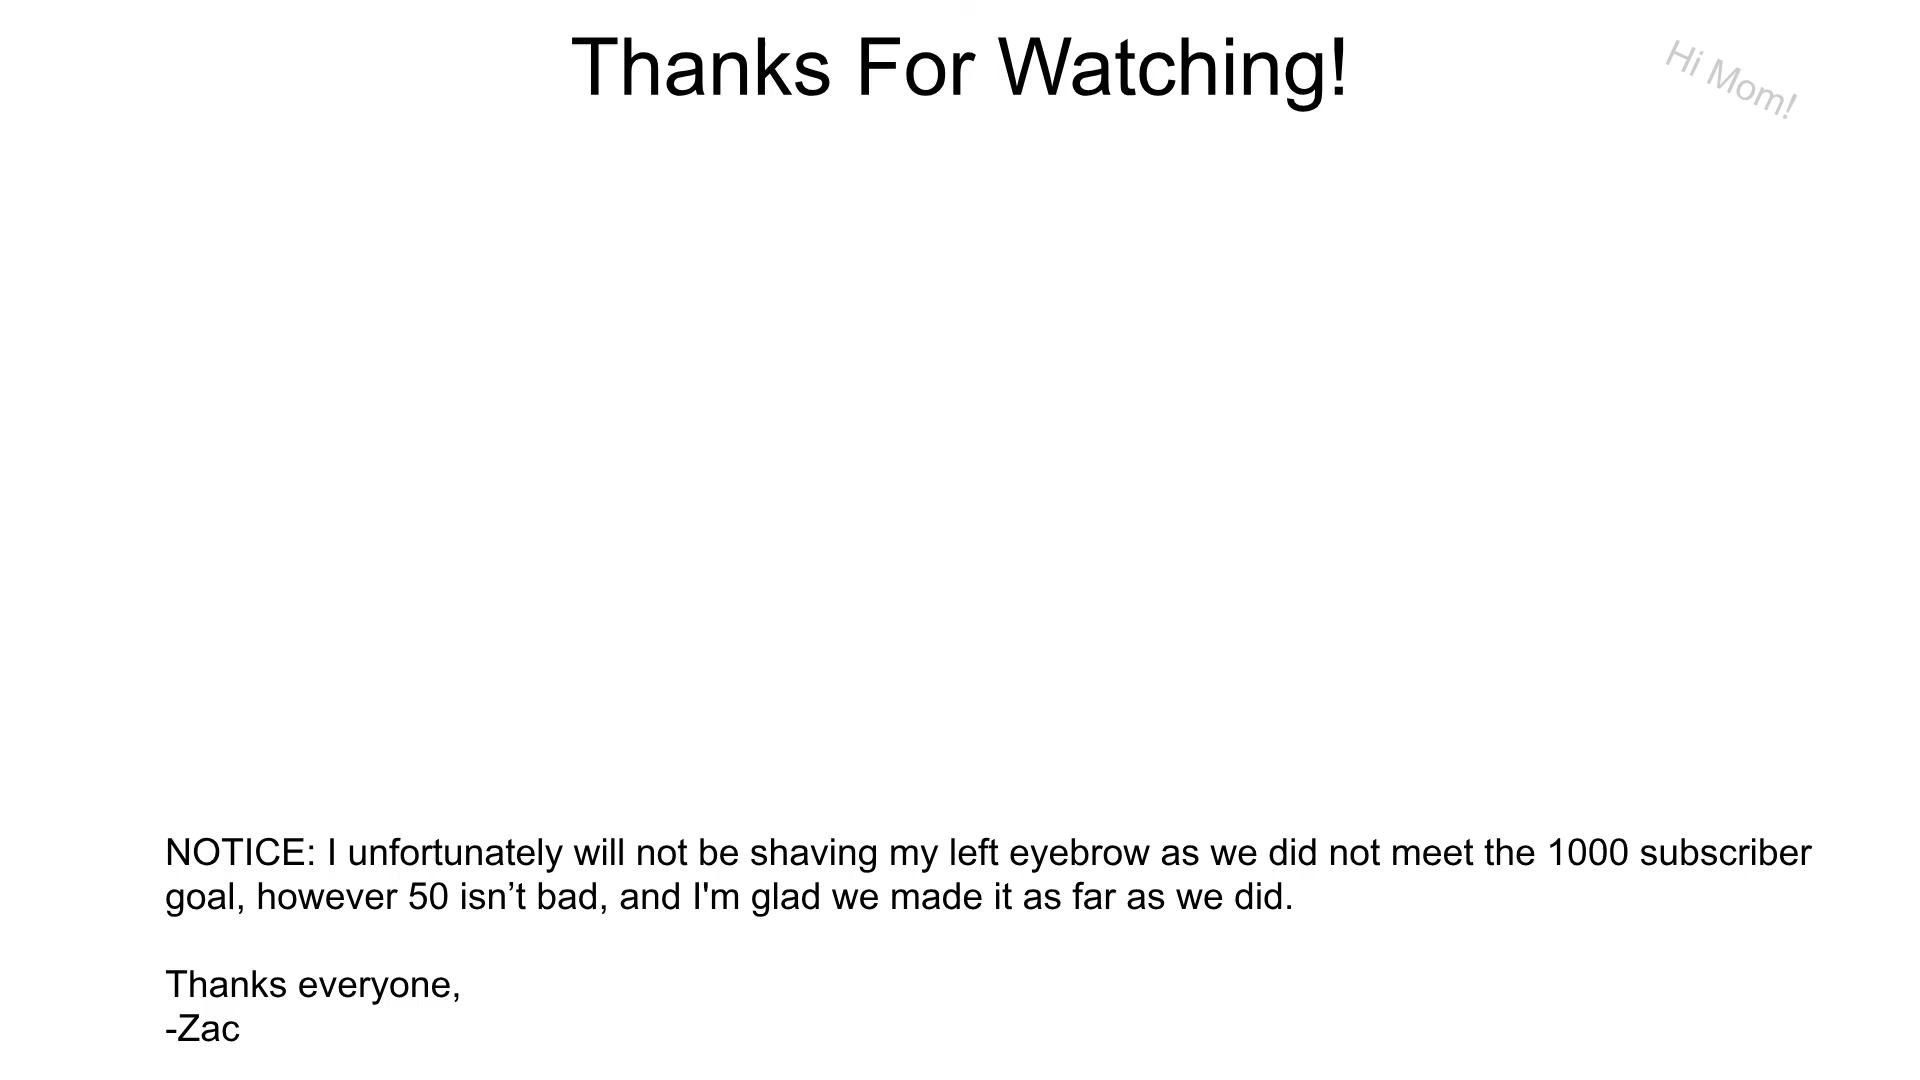 Thanks For Watching!
Hi Mom!
NOTICE: I unfortunately will not be shaving my left eyebrow as we did not meet the 1000 subscriber
goal, however 50 isn’t bad, and I'm glad we made it as far as we did.
Thanks everyone,
-Zac